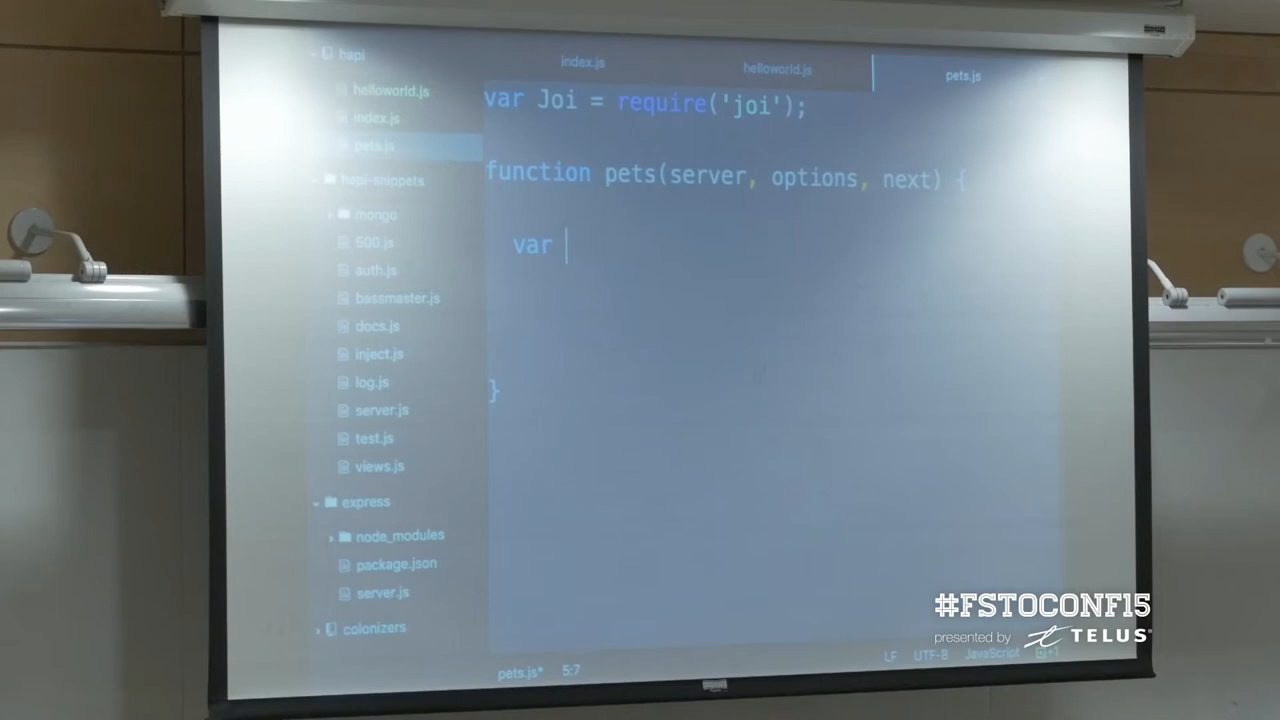 hapi
helloworld.js
index.js
pets.js
hapi-snippets
mongo
500.js
auth.js
bassmaster.js
docs.js
inject.js
log.js
server.js
test.js
views.js
express
node_modules
package.json
server.js
colonizers
index.js
helloworld.js
pets.js
var Joi = require('joi');
function pets(server, options, next) {
var
}
pets.js* 5:7
LF UTF-8 JavaScript +1
#FSTOCONF15
presented by TELUS